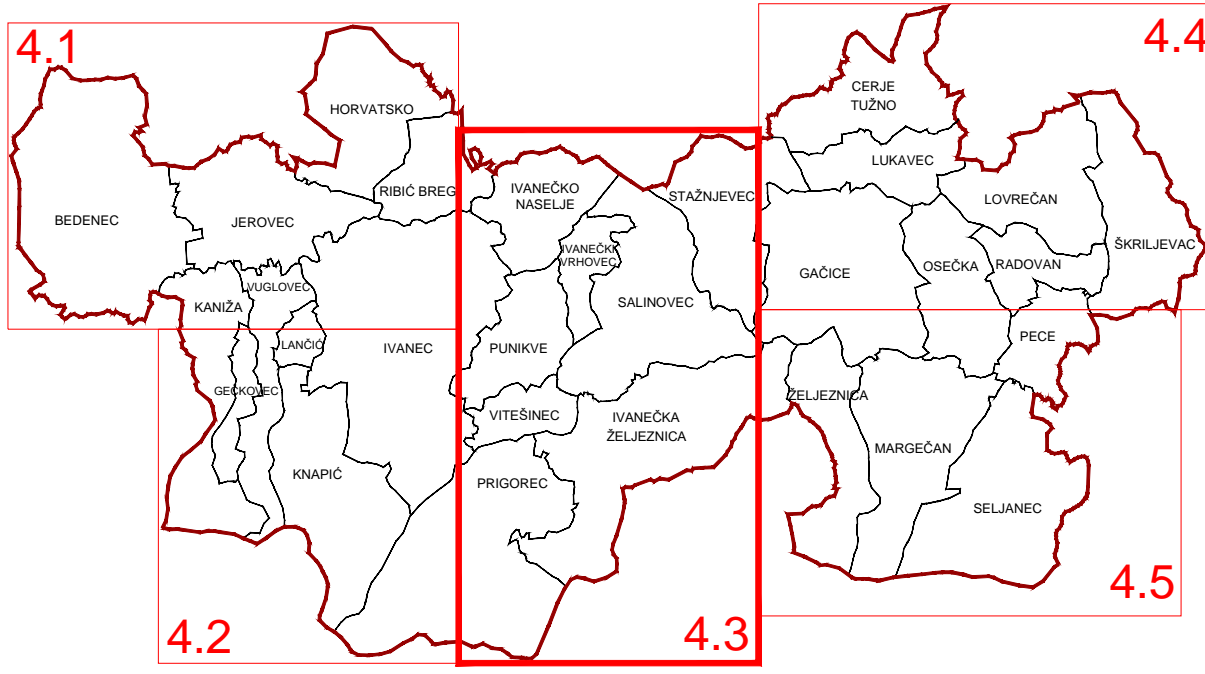 4.1
4.4
HORVATSKO
CERJE
TUŽNO
LUKAVEC
RIBIĆ BREG
IVANEČKO
NASELJE
STAŽNJEVEC
LOVREČAN
BEDENEC
JEROVEC
IVANEČKI
VRHOVEC
ŠKRILJEVAC
GAČICE
OSEČKA
RADOVAN
VUGLOVEC
KANIŽA
SALINOVEC
LANČIĆ
IVANEC
PUNIKVE
PECE
GEČKOVEC
ŽELJEZNICA
VITEŠINEC
IVANEČKA
ŽELJEZNICA
MARGEČAN
KNAPIĆ
PRIGOREC
SELJANEC
4.5
4.2
4.3